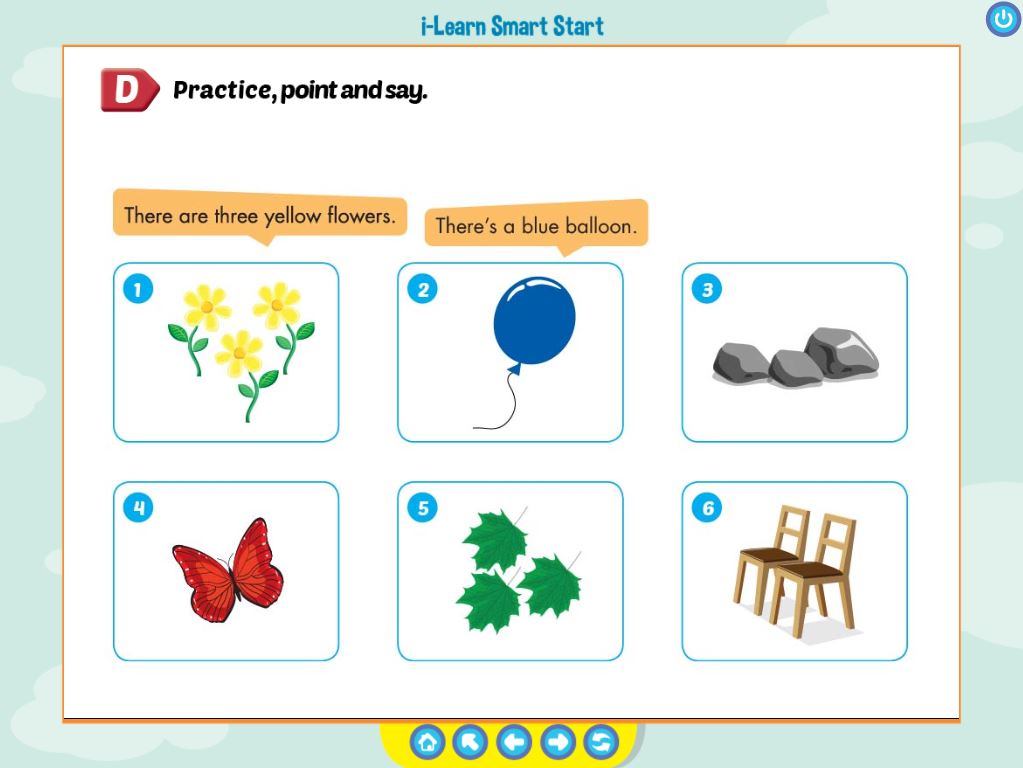 i-Learn Smart Start
D Practice, point and say.
There are three yellow flowers.
There's a blue balloon.
1
2
3
4
5
6